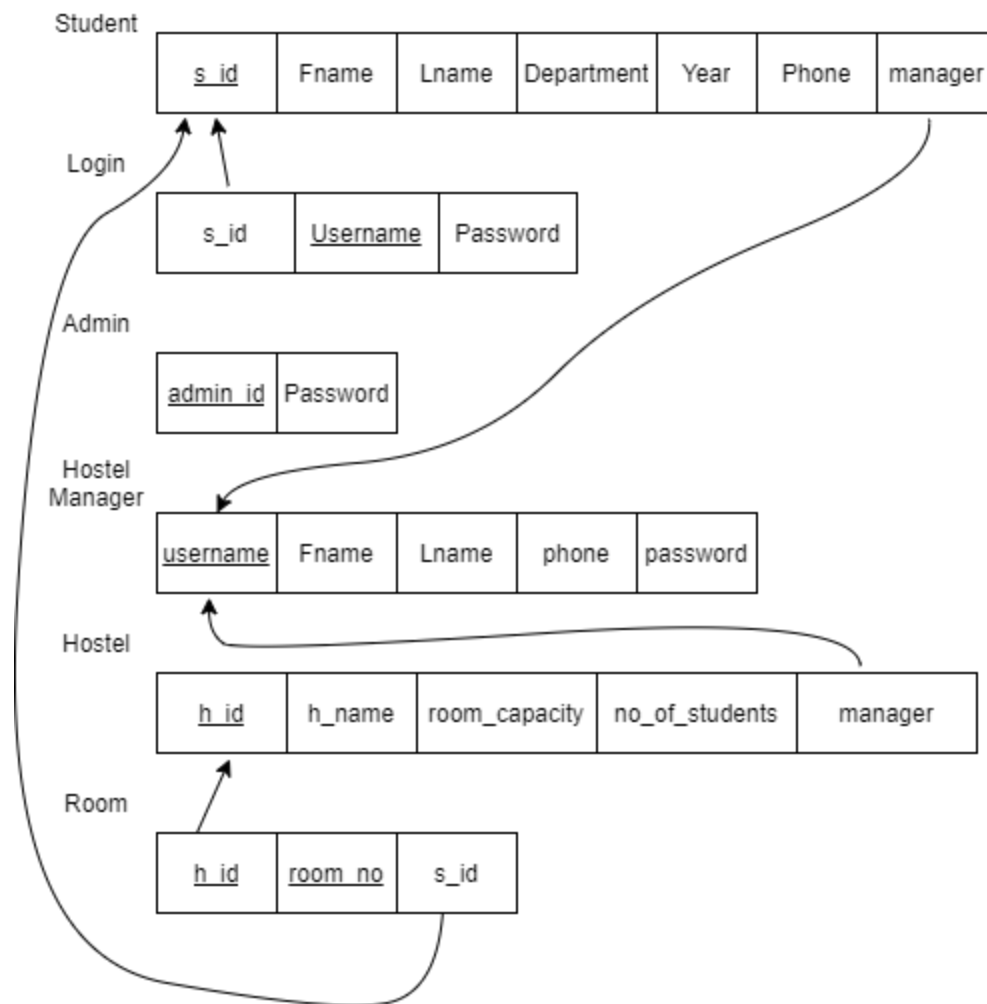 Student
s_id Fname Lname Department Year Phone manager
Login
s_id Username Password
Admin
admin_id Password
Hostel
Manager
username Fname Lname phone password
Hostel
h_id h_name room_capacity no_of_students manager
Room
h_id room_no s_id